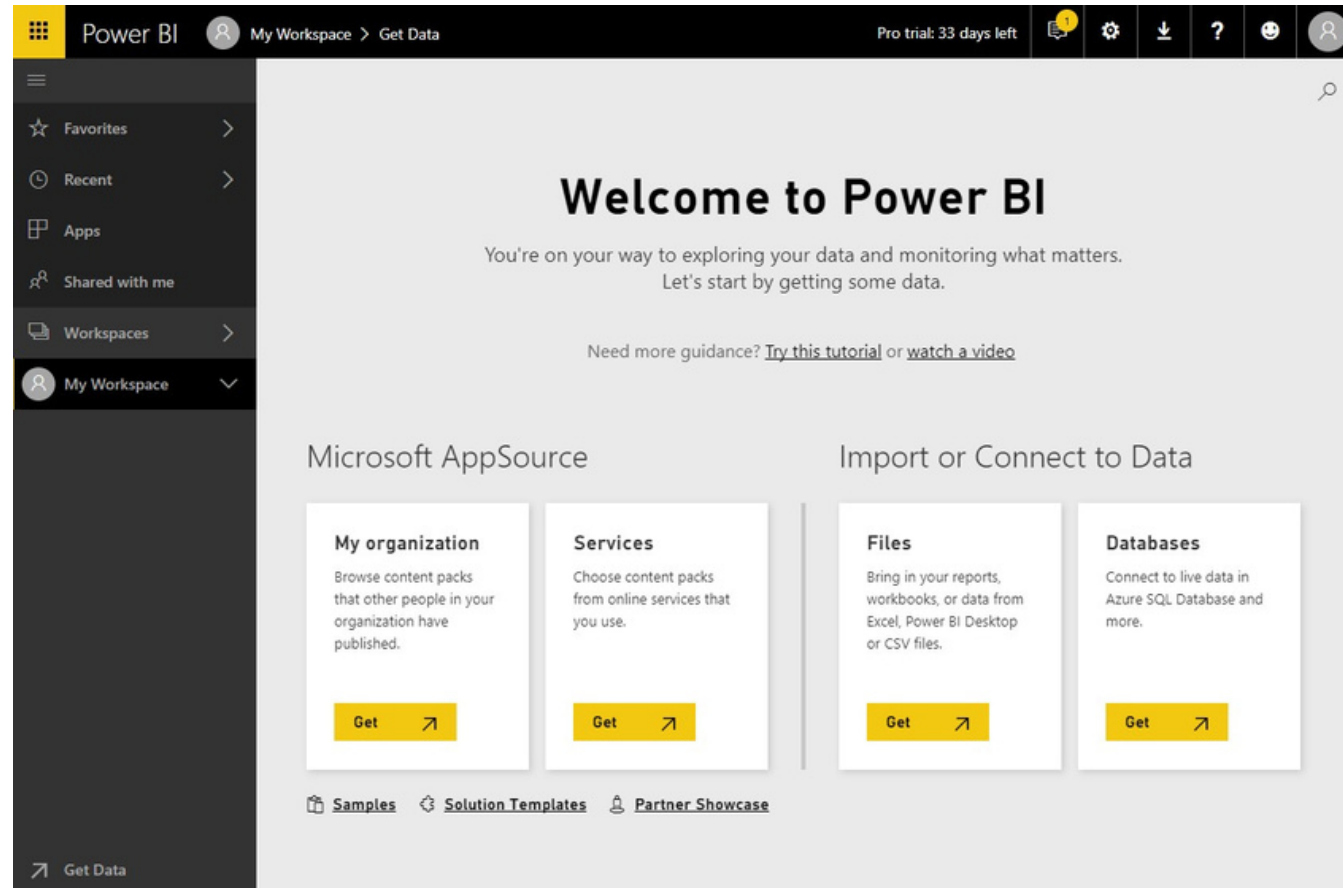 Power BI
My Workspace > Get Data
Pro trial: 33 days left
1
?
Favorites
Recent
Apps
Shared with me
Workspaces
My Workspace
Get Data
Welcome to Power BI
You're on your way to exploring your data and monitoring what matters.
Let's start by getting some data.
Need more guidance? Try this tutorial or watch a video
Microsoft AppSource
My organization
Browse content packs
that other people in your
organization have
published.
Get
Services
Choose content packs
from online services that
you use.
Get
Samples
Solution Templates
Partner Showcase
Import or Connect to Data
Files
Bring in your reports,
workbooks, or data from
Excel, Power BI Desktop
or CSV files.
Get
Databases
Connect to live data in
Azure SQL Database and
more.
Get